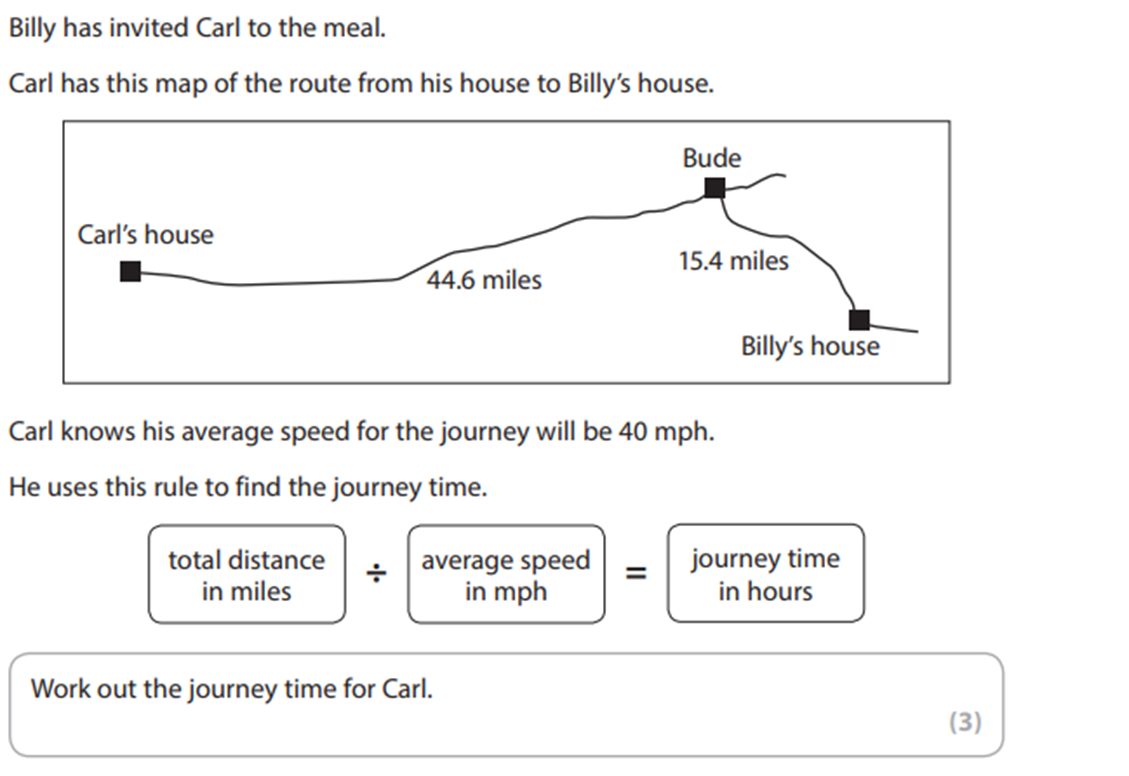 Billy has invited Carl to the meal.
Carl has this map of the route from his house to Billy’s house.
Bude
Carl’s house
44.6 miles
15.4 miles
Billy’s house
Carl knows his average speed for the journey will be 40 mph.
He uses this rule to find the journey time.
total distance
in miles
÷
average speed
in mph
=
journey time
in hours
Work out the journey time for Carl.
(3)